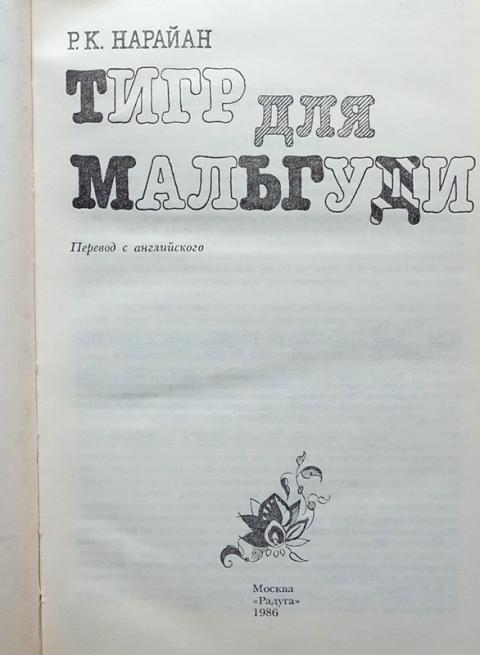 Р. К. НАРАЙАН
ТИГР ДЛЯ
МАЛЬГУДИ
Перевод с английского
Москва
«Радуга»
1986